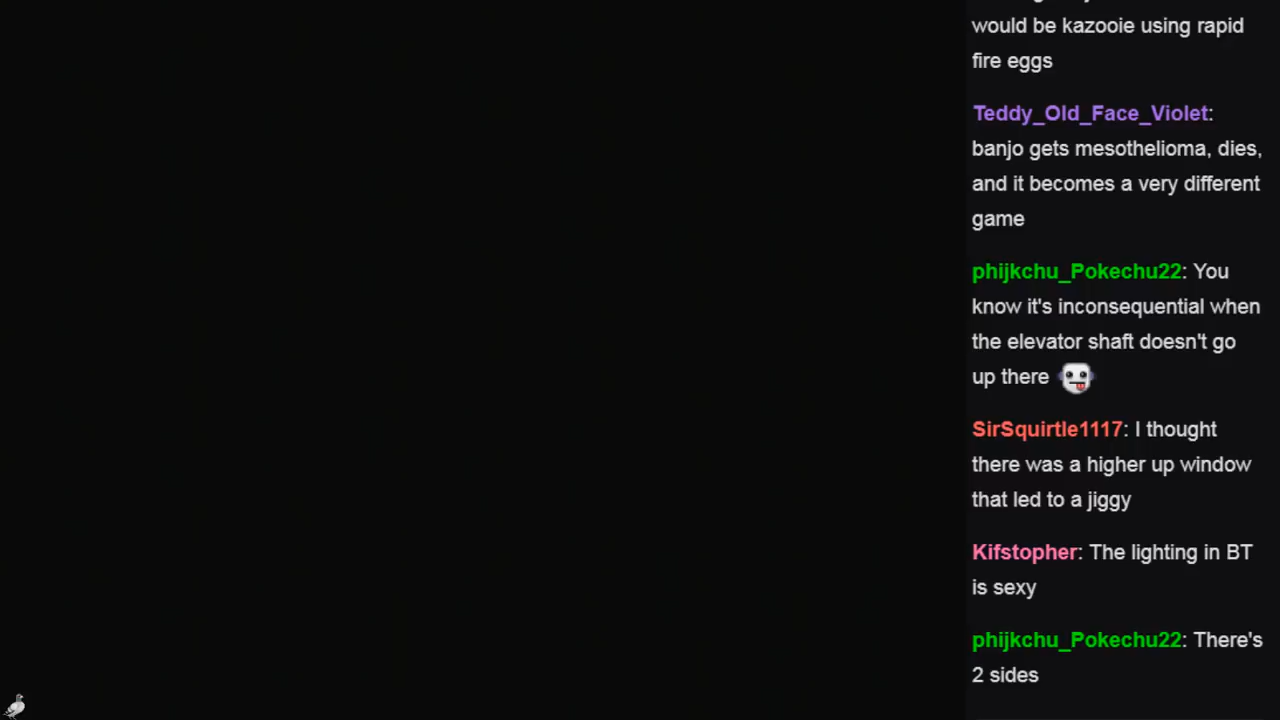 would be kazooie using rapid
fire eggs
Teddy_Old_Face_Violet:
banjo gets mesothelioma, dies,
and it becomes a very different
game
phijkchu_Pokechu22: You
know it's inconsequential when
the elevator shaft doesn't go
up there
SirSquirtle1117: I thought
there was a higher up window
that led to a jiggy
Kifstopher: The lighting in BT
is sexy
phijkchu_Pokechu22: There's
2 sides